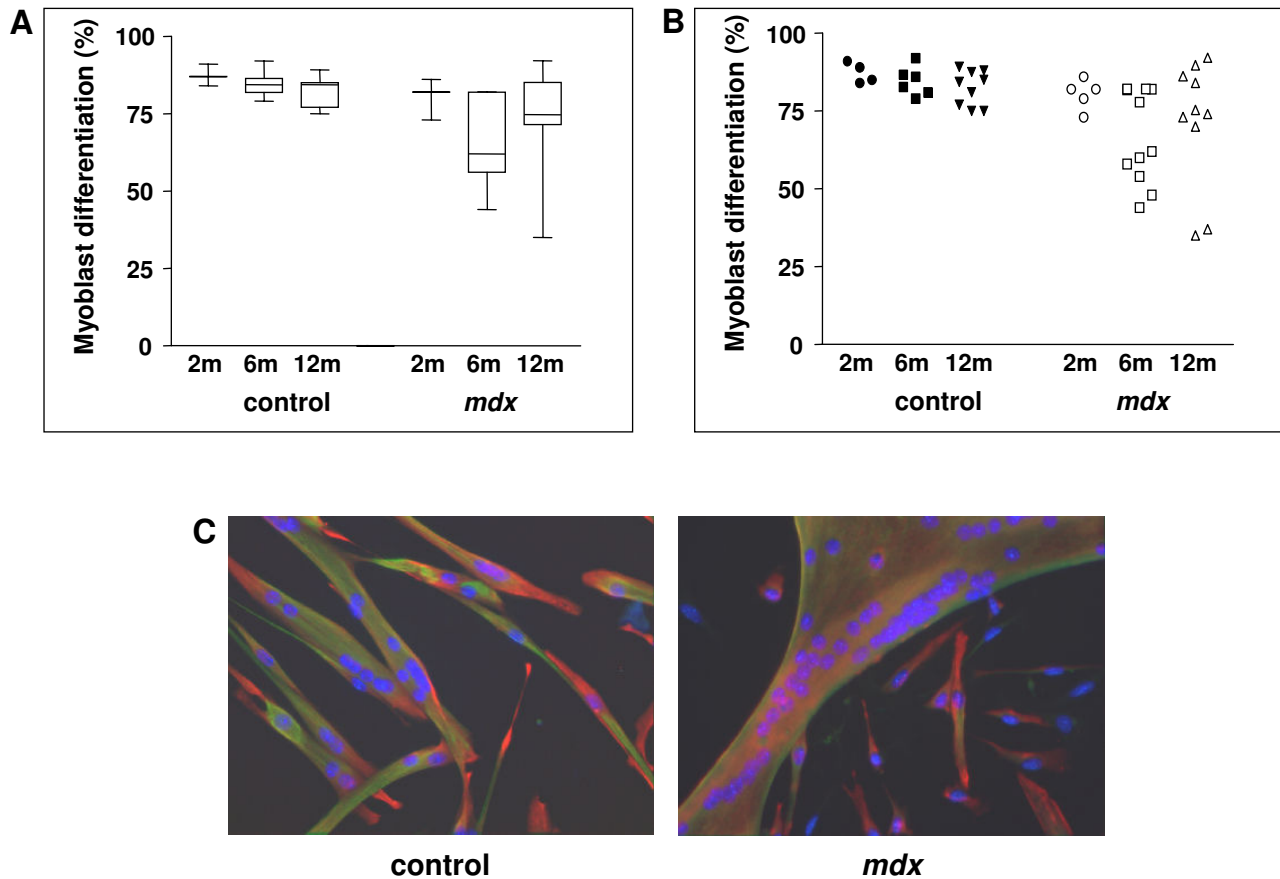 A
Myoblast differentiation (%)
100
75
50
25
0
2m 6m 12m 2m 6m 12m
control mdx
B
Myoblast differentiation (%)
100
75
50
25
0
2m 6m 12m 2m 6m 12m
control mdx
C
control mdx